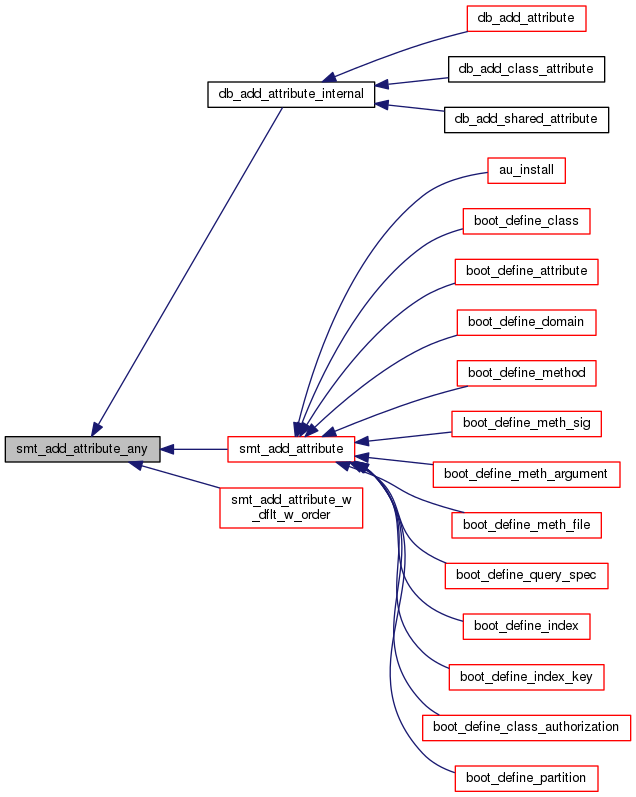 db_add_attribute
db_add_class_attribute
db_add_attribute_internal
db_add_shared_attribute
au_install
boot_define_class
boot_define_attribute
boot_define_domain
boot_define_method
boot_define_meth_sig
smt_add_attribute_any
smt_add_attribute
boot_define_meth_argument
smt_add_attribute_w
_dflt_w_order
boot_define_meth_file
boot_define_query_spec
boot_define_index
boot_define_index_key
boot_define_class_authorization
boot_define_partition